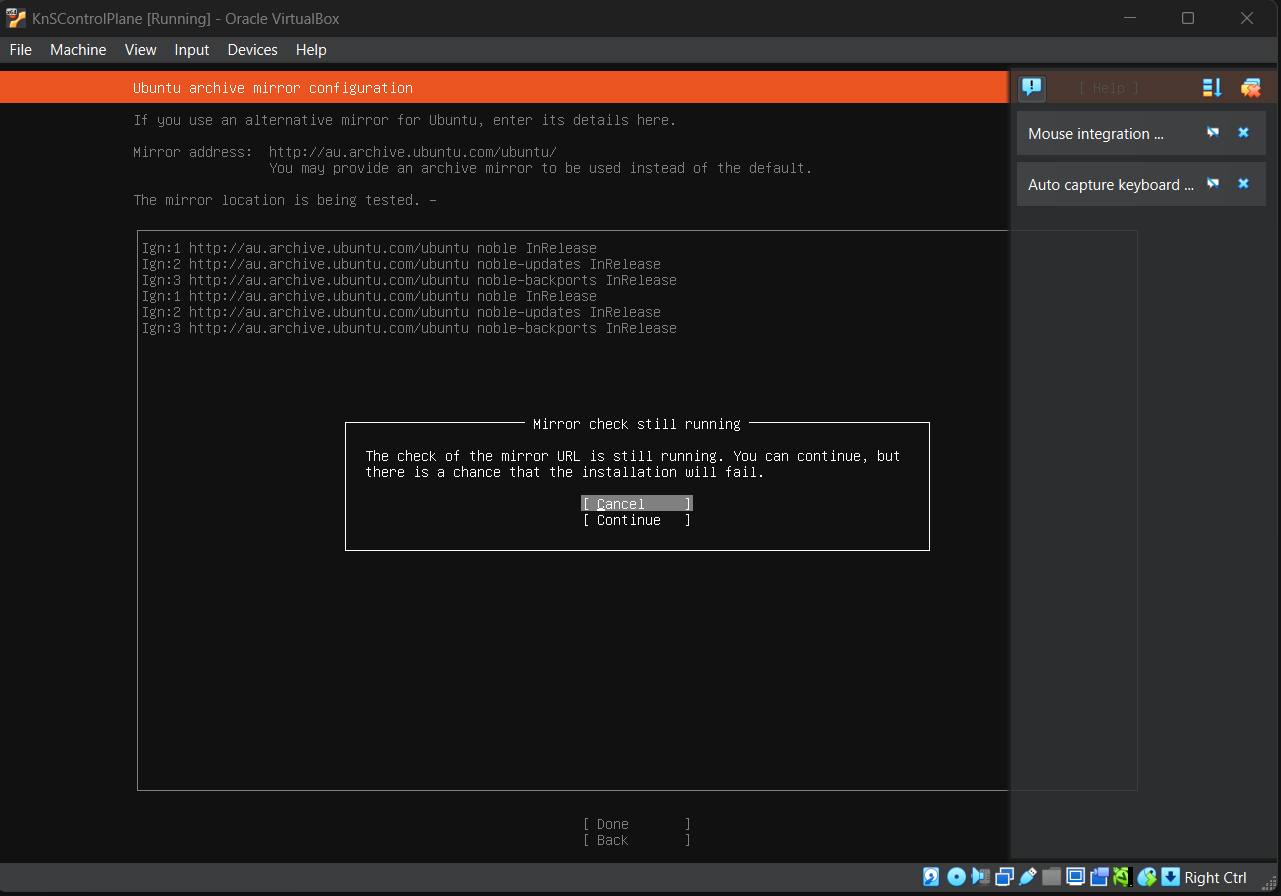 KnSControlPlane [Running] - Oracle VirtualBox
File Machine View Input Devices Help
Ubuntu archive mirror configuration
[ Help ]
If you use an alternative mirror for Ubuntu, enter its details here.
Mouse integration ...
Mirror address: http://au.archive.ubuntu.com/ubuntu/
You may provide an archive mirror to be used instead of the default.
Auto capture keyboard ...
The mirror location is being tested. -
Ign:1 http://au.archive.ubuntu.com/ubuntu noble InRelease
Ign:2 http://au.archive.ubuntu.com/ubuntu noble-updates InRelease
Ign:3 http://au.archive.ubuntu.com/ubuntu noble-backports InRelease
Ign:1 http://au.archive.ubuntu.com/ubuntu noble InRelease
Ign:2 http://au.archive.ubuntu.com/ubuntu noble-updates InRelease
Ign:3 http://au.archive.ubuntu.com/ubuntu noble-backports InRelease
Mirror check still running
The check of the mirror URL is still running. You can continue, but
there is a chance that the installation will fail.
[ Cancel ]
[ Continue ]
[ Done ]
[ Back ]
Right Ctrl